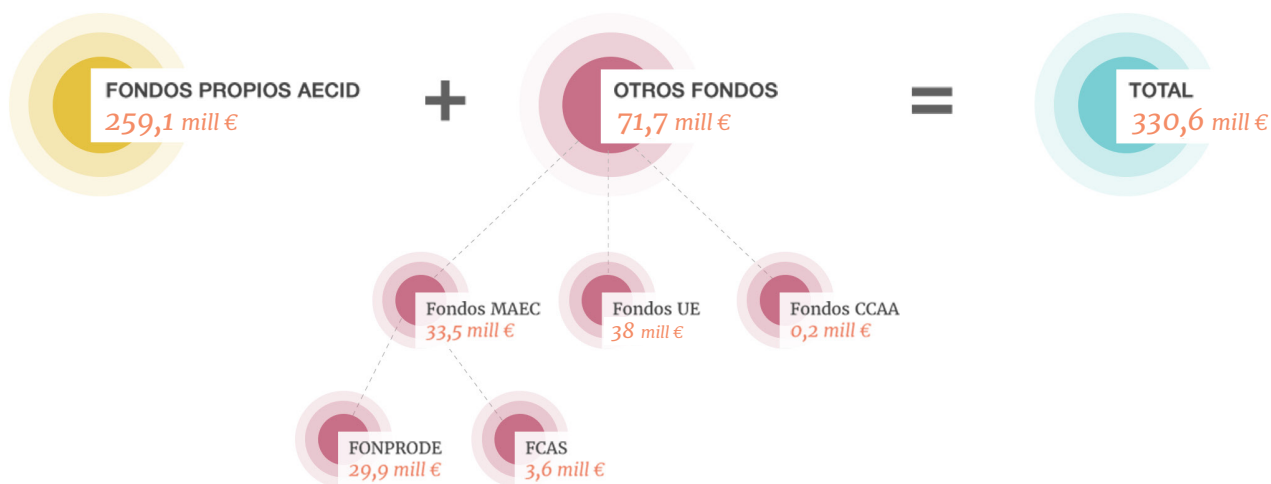 FONDOS PROPIOS AECID
259,1 mill €
+
OTROS FONDOS
71,7 mill €
=
TOTAL
330,6 mill €
Fondos MAEC
33,5 mill €
Fondos UE
38 mill €
Fondos CCAA
0,2 mill €
FONPRODE
29,9 mill €
FCAS
3,6 mill €